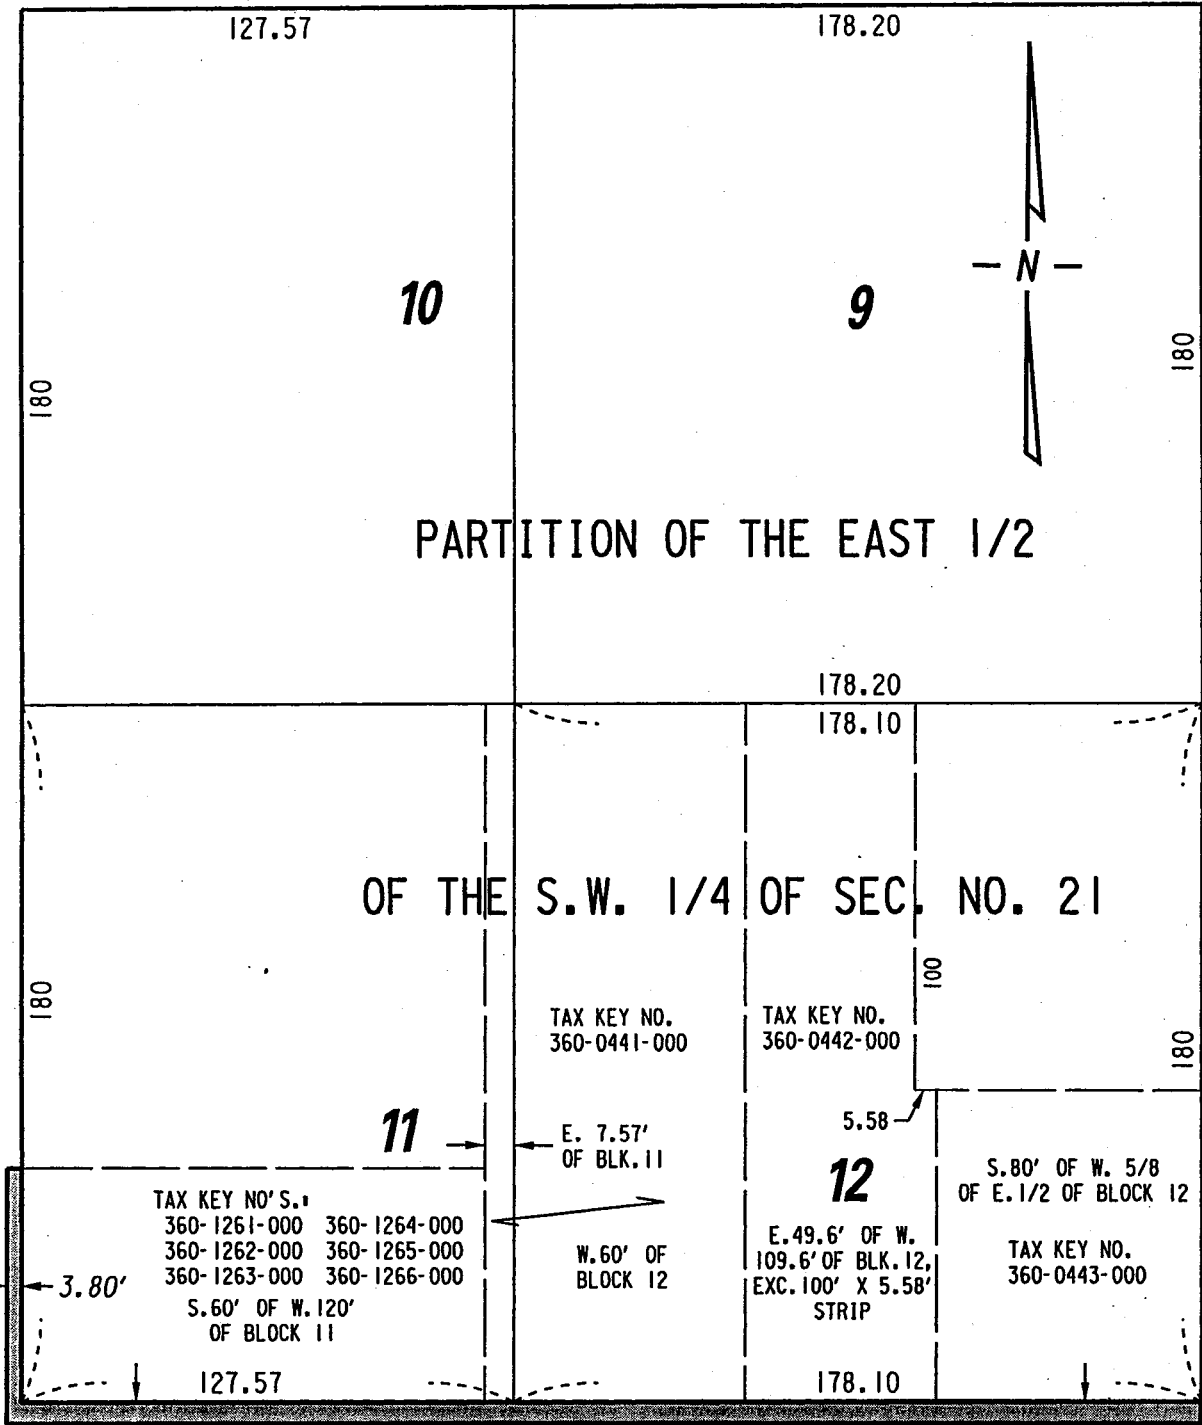 127.57
178.20
N
10
9
180
180
PARTITION OF THE EAST 1/2
178.20
178.10
OF THE S.W. 1/4 OF SEC. NO. 21
100
180
180
TAX KEY NO.
360-0441-000
TAX KEY NO.
360-0442-000
5.58
11
E. 7.57'
OF BLK. 11
12
S.80' OF W. 5/8
OF E.1/2 OF BLOCK 12
TAX KEY NO'S.:
360-1261-000 360-1264-000
360-1262-000 360-1265-000
360-1263-000 360-1266-000
S.60' OF W.120'
OF BLOCK 11
3.80'
W.60' OF
BLOCK 12
E.49.6' OF W.
109.6' OF BLK. 12,
EXC.100' X 5.58'
STRIP
TAX KEY NO.
360-0443-000
127.57
178.10